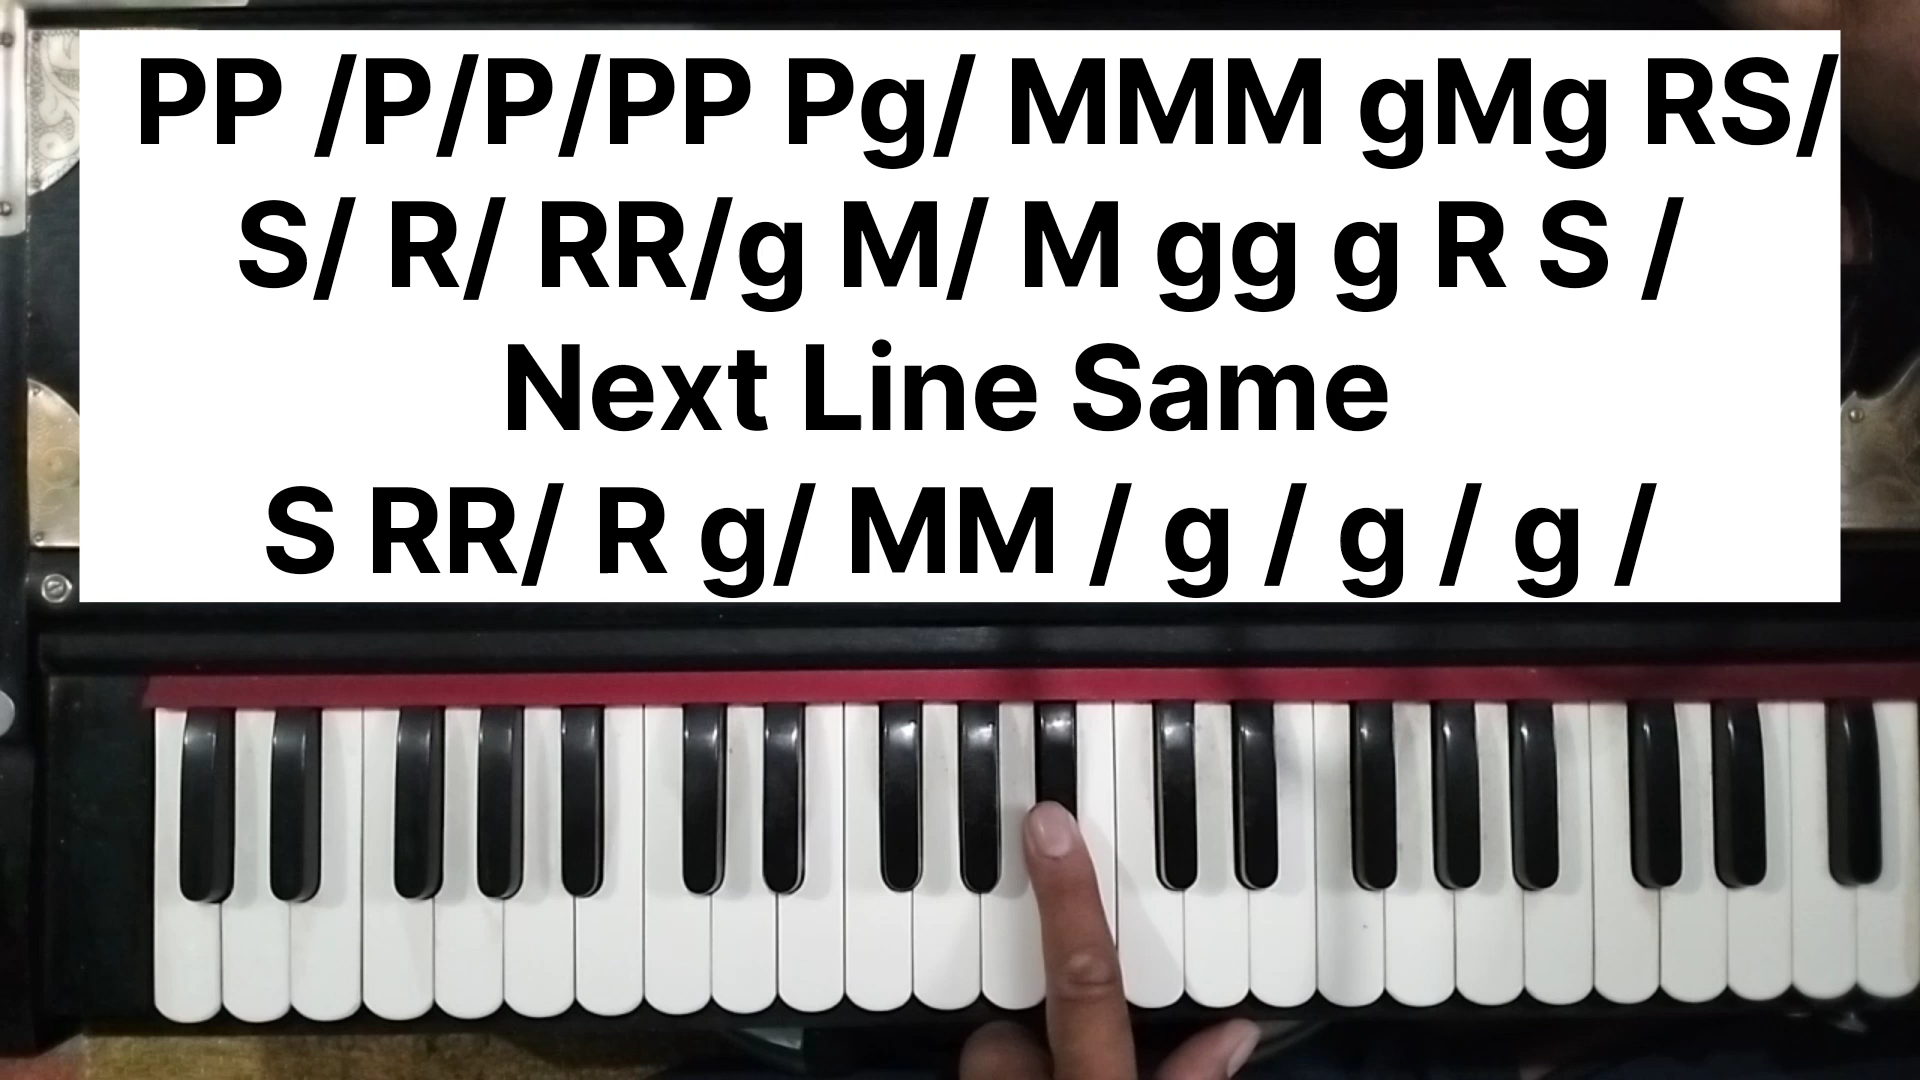 PP /P/P/PP Pg/ MMM gMg RS/
S/ R/ RR/g M/ M gg g R S /
Next Line Same
S RR/ R g/ MM / g / g / g /